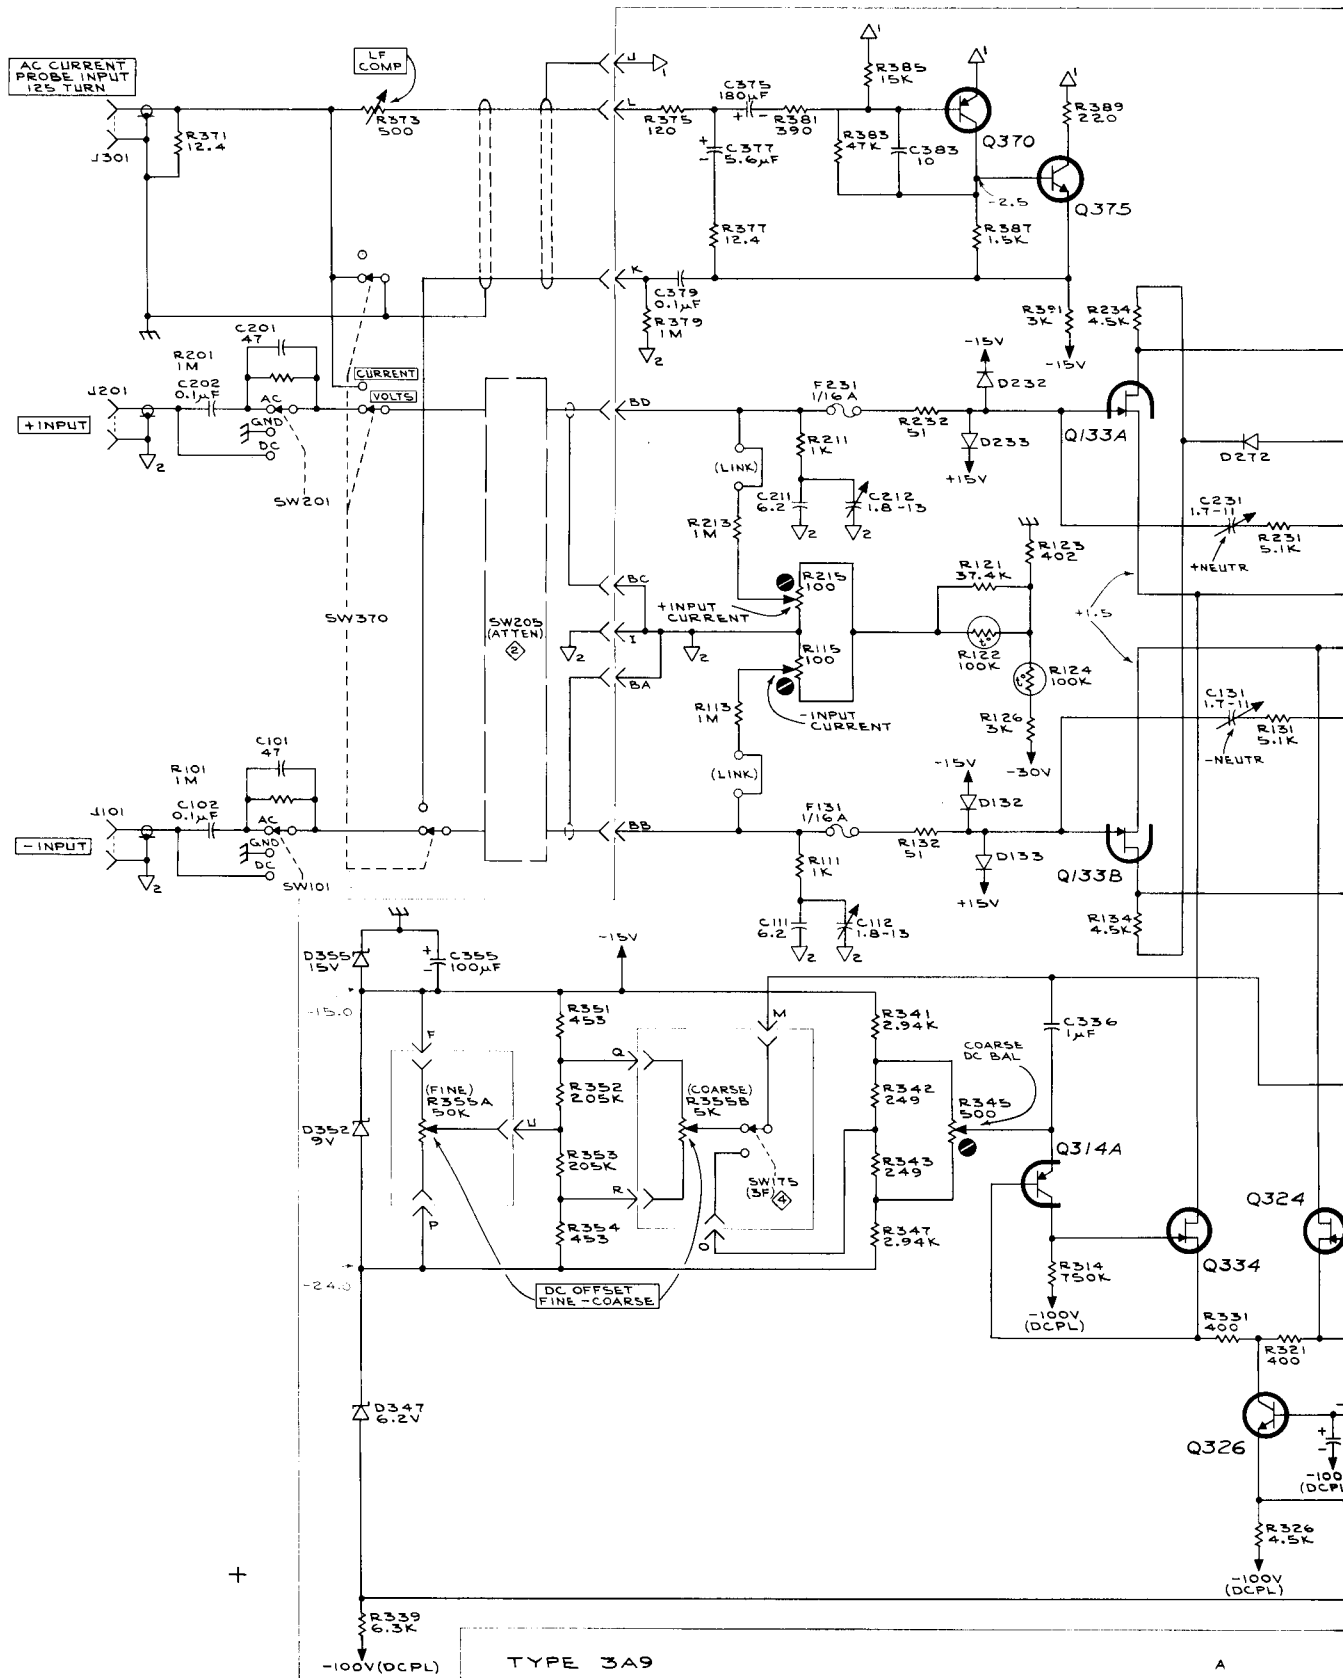 AC CURRENT
PROBE INPUT
125 TURN
J301
R371
12.4
LF
COMP
R373
500
J
1
L
R375
120
C375
180µF
+ -
R381
390
C377
5.6µF
+
-
R385
15K
1
R383
47K
C383
10
1
Q370
-2.5
1
R389
220
Q375
R377
12.4
R387
1.5K
K
C379
0.1µF
R379
1M
2
R391
3K
-15V
R234
4.5K
C201
47
R201
1M
C202
0.1µF
J201
+INPUT
2
AC
GND
DC
SW201
CURRENT
VOLTS
BD
F231
1/16A
R232
51
-15V
D232
D233
+15V
Q133A
D272
(LINK)
R211
1K
C211
6.2
2
C212
1.8-13
2
R213
1M
C231
1.7-11
R231
5.1K
+NEUTR
R123
402
R121
37.4K
+1.5
BC
+INPUT
CURRENT
R215
100
SW370
SW205
(ATTEN)
2
2
I
2
BA
R115
100
R122
100K
t°
R124
100K
t°
R113
1M
-INPUT
CURRENT
R126
3K
-30V
C131
1.7-11
R131
5.1K
-NEUTR
C101
47
R101
1M
C102
0.1µF
J101
-INPUT
2
AC
GND
DC
SW101
(LINK)
BB
F131
1/16A
R132
51
-15V
D132
D133
+15V
Q133B
R111
1K
C111
6.2
2
C112
1.8-13
2
R134
4.5K
D355
15V
+
-
C355
100µF
-15V
-15.0
F
R351
453
M
R341
2.94K
C336
1µF
COARSE
DC BAL
(FINE)
R355A
50K
Q
R352
205K
(COARSE)
R355B
5K
R342
249
R345
500
D352
9V
U
R353
205K
SW175
(3F)
4
R343
249
Q314A
R
P
R354
453
O
R347
2.94K
Q324
Q334
-24.0
DC OFFSET
FINE-COARSE
R314
750K
-100V
(DCPL)
R331
400
R321
400
D347
6.2V
Q326
+
-
-100
(DCPL
R326
4.5K
-100V
(DCPL)
+
R339
6.3K
-100V(DCPL)
TYPE 3A9
A